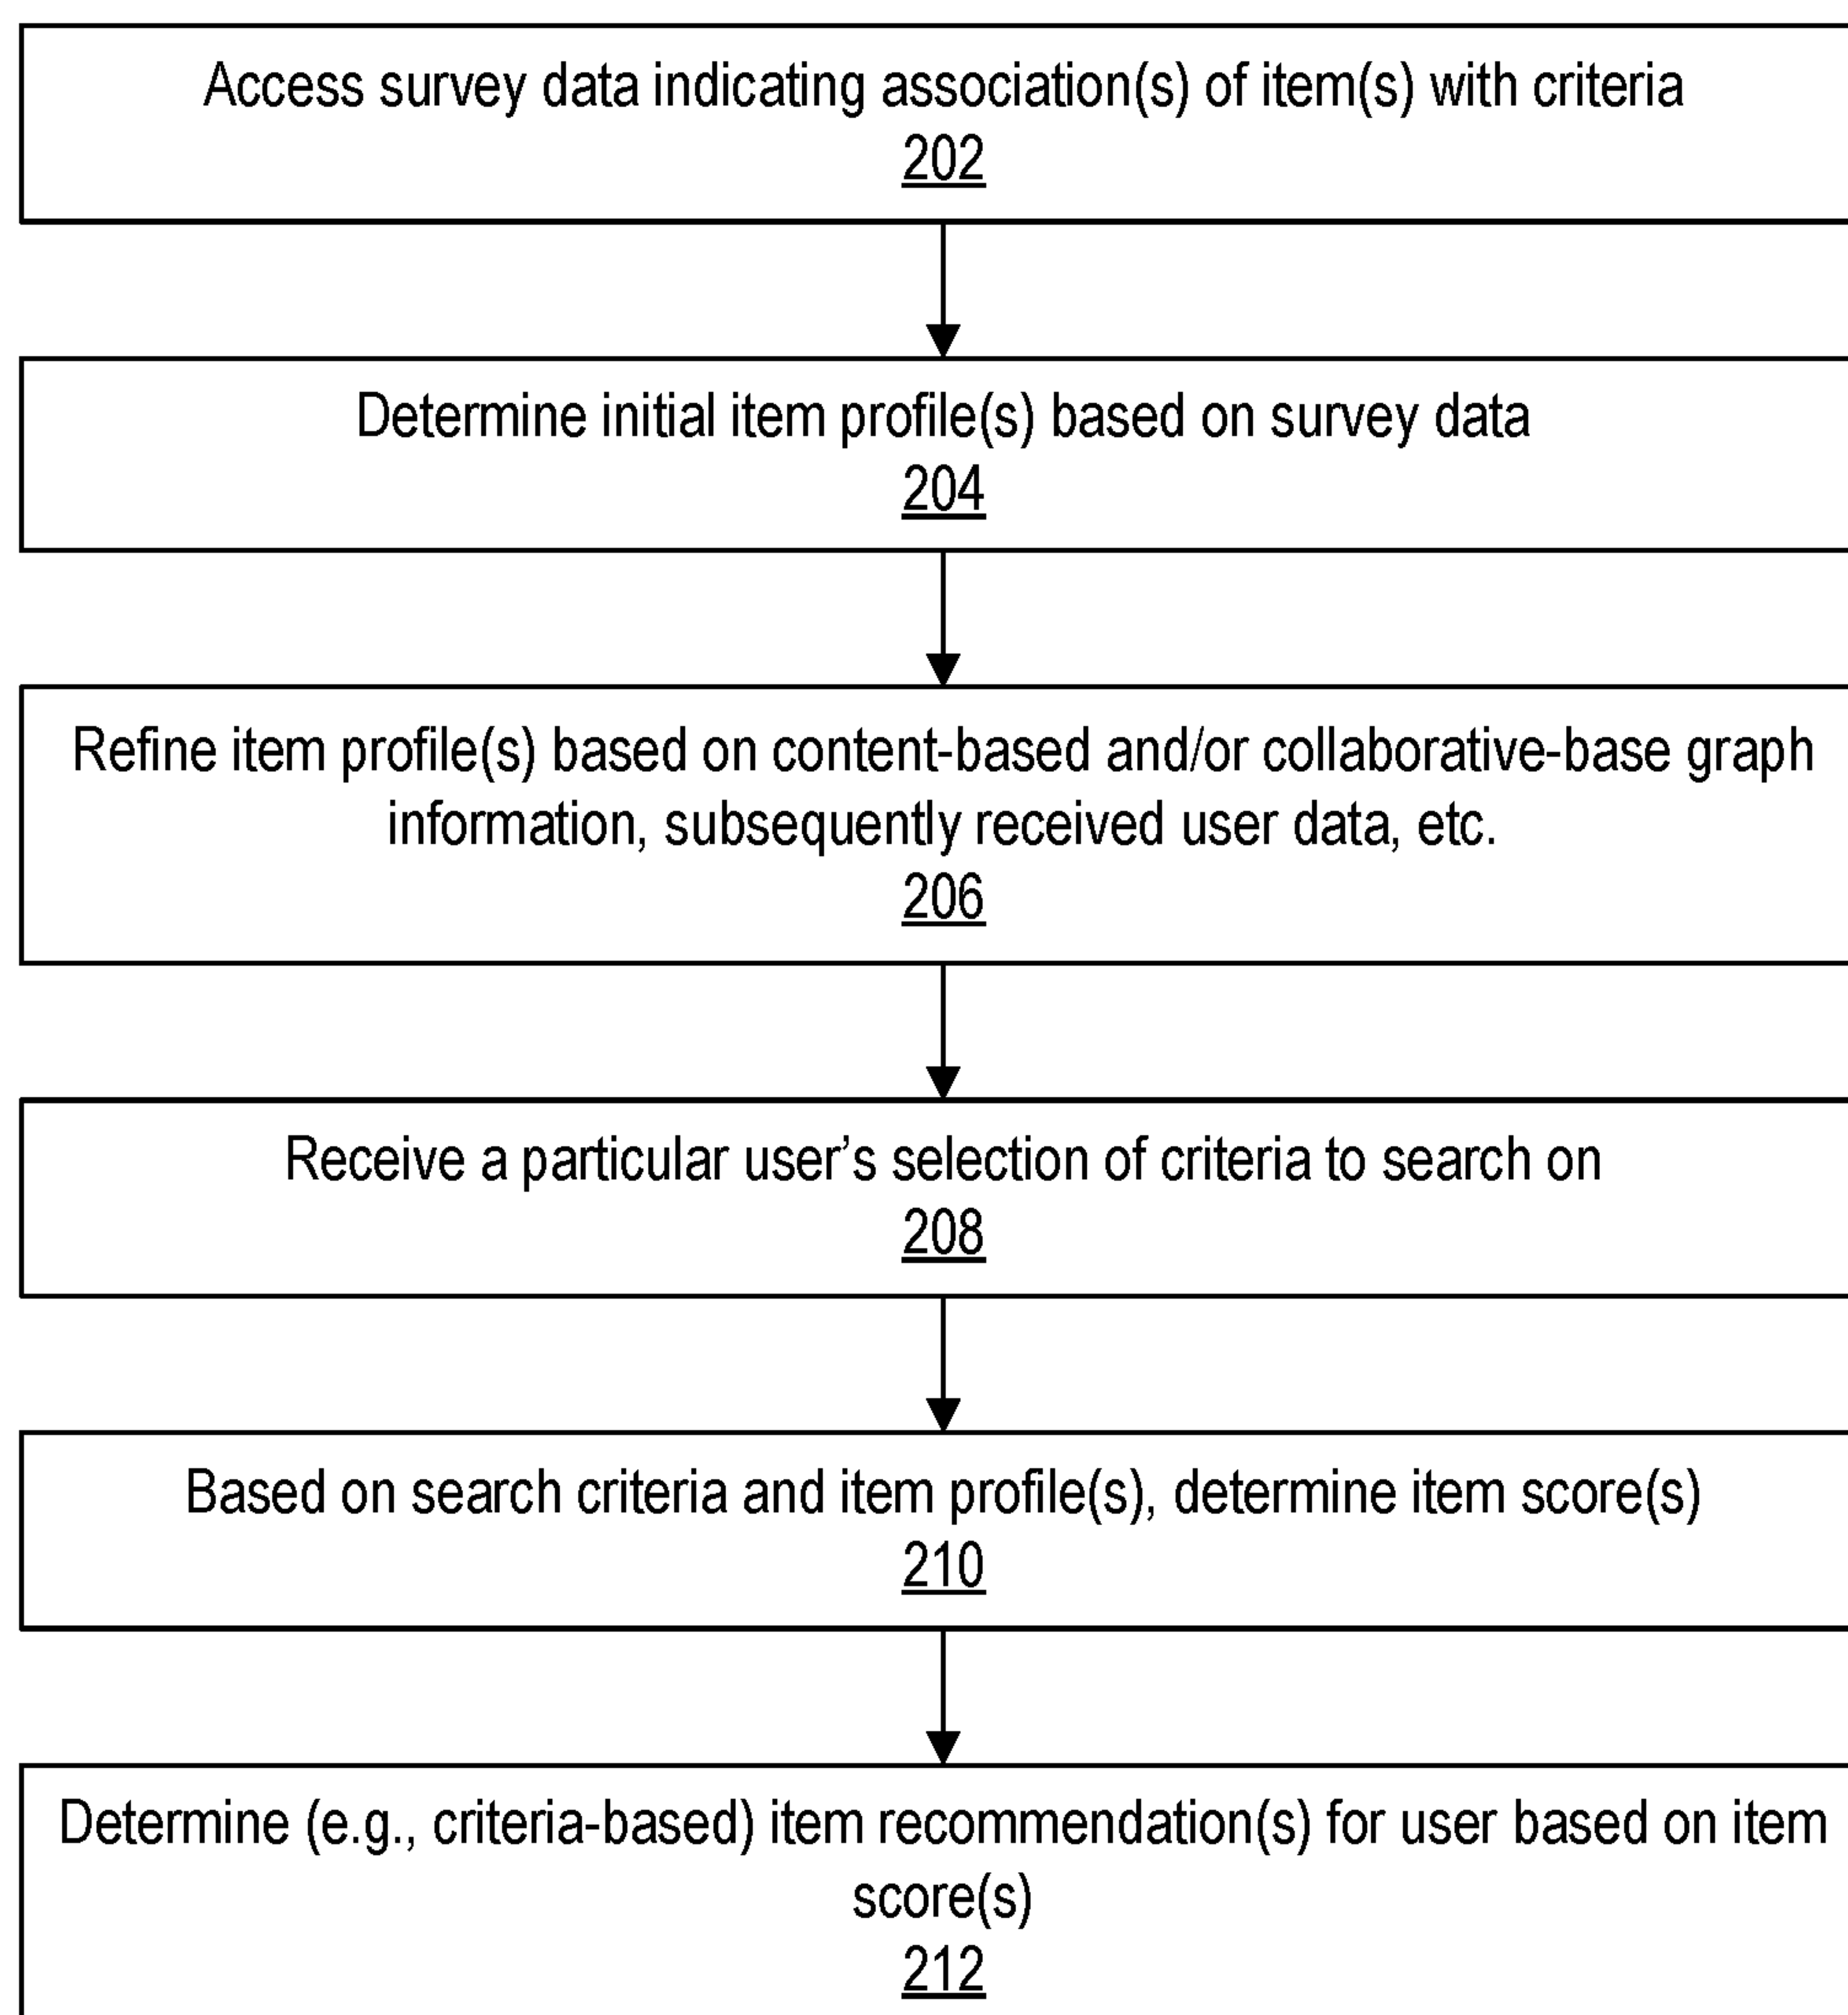 Access survey data indicating association(s) of item(s) with criteria
202
Determine initial item profile(s) based on survey data
204
Refine item profile(s) based on content-based and/or collaborative-base graph
information, subsequently received user data, etc.
206
Receive a particular user’s selection of criteria to search on
208
Based on search criteria and item profile(s), determine item score(s)
210
Determine (e.g., criteria-based) item recommendation(s) for user based on item
score(s)
212